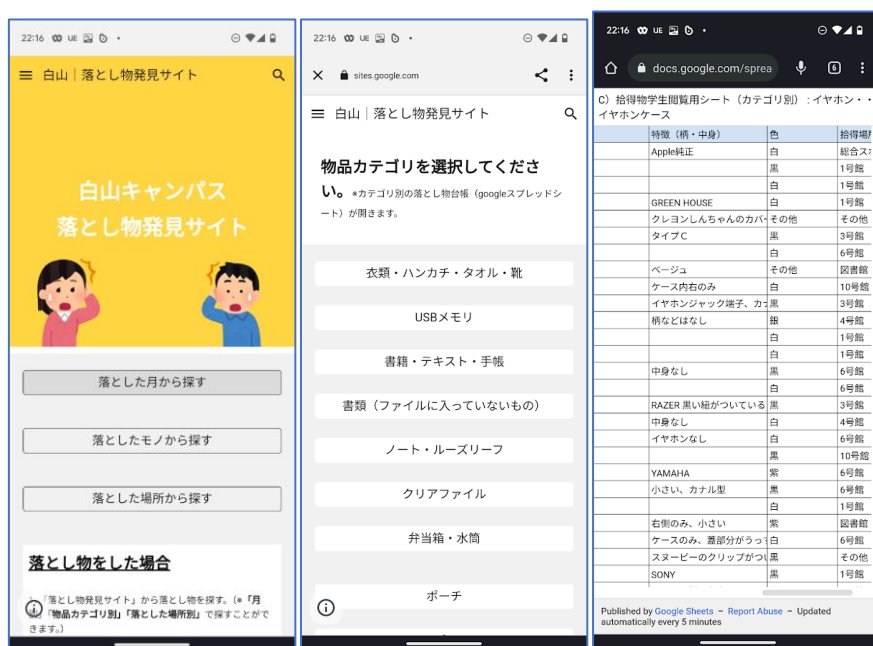 22:16 UE
白山｜落とし物発見サイト
白山キャンパス
落とし物発見サイト
落とした月から探す
落としたモノから探す
落とした場所から探す
落とし物をした場合
「落とし物発見サイト」から落とし物を探す。(※「月
「物品カテゴリ別」「落とした場所別」で探すことがで
きます。)
22:16 UE
sites.google.com
白山｜落とし物発見サイト
物品カテゴリを選択してくださ
い。※カテゴリ別の落とし物台帳（googleスプレッドシ
ート）が開きます。
衣類・ハンカチ・タオル・靴
USBメモリ
書籍・テキスト・手帳
書類（ファイルに入っていないもの）
ノート・ルーズリーフ
クリアファイル
弁当箱・水筒
ポーチ
22:16 UE
docs.google.com/sprea 6
C）拾得物学生閲覧用シート（カテゴリ別）：イヤホン・・
イヤホンケース
特徴（柄・中身） 色 拾得場所
Apple純正 白 総合ス
黒 1号館
白 1号館
GREEN HOUSE 白 1号館
クレヨンしんちゃんのカバー その他 その他
タイプC 黒 3号館
白 6号館
ベージュ その他 図書館
ケース内右のみ 白 10号館
イヤホンジャック端子、カ 黒 3号館
柄などはなし 銀 4号館
白 1号館
白 1号館
中身なし 黒 6号館
白 6号館
RAZER 黒い紐がついている 黒 3号館
中身なし 白 4号館
イヤホンなし 白 6号館
黒 10号館
YAMAHA 紫 6号館
小さい、カナル型 黒 6号館
白 1号館
右側のみ、小さい 紫 図書館
ケースのみ、蓋部分がうっ 白 6号館
スヌーピーのクリップがつ 黒 その他
SONY 黒 1号館
Published by Google Sheets – Report Abuse – Updated
automatically every 5 minutes